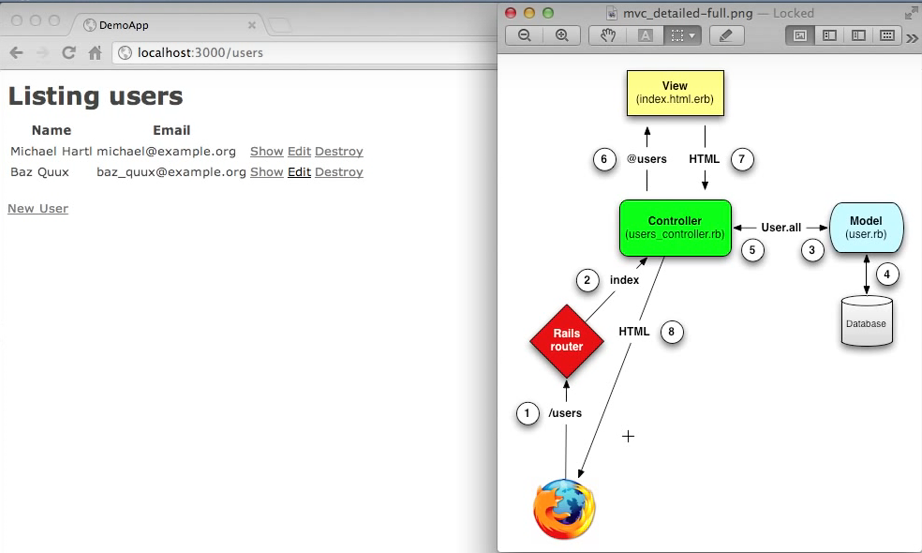 DemoApp
localhost:3000/users
Listing users
Name Email
Michael Hartl michael@example.org Show Edit Destroy
Baz Quux baz_quux@example.org Show Edit Destroy
New User
mvc_detailed-full.png — Locked
A
View
(index.html.erb)
6 @users HTML 7
Controller
(users_controller.rb)
User.all
5 3
Model
(user.rb)
4
Database
2 index
Rails
router
HTML 8
1 /users